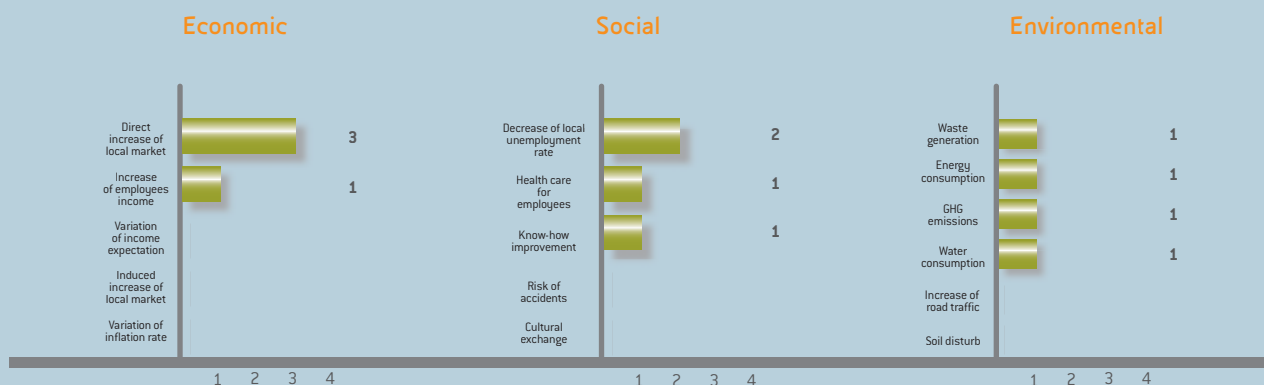 Economic
Direct
increase of
local market
3
Increase
of employees
income
1
Variation
of income
expectation
Induced
increase of
local market
Variation of
inflation rate
1 2 3 4
Social
Decrease of local
unemployment
rate
2
Health care
for
employees
1
Know-how
improvement
1
Risk of
accidents
Cultural
exchange
1 2 3 4
Environmental
Waste
generation
1
Energy
consumption
1
GHG
emissions
1
Water
consumption
1
Increase of
road traffic
Soil disturb
1 2 3 4